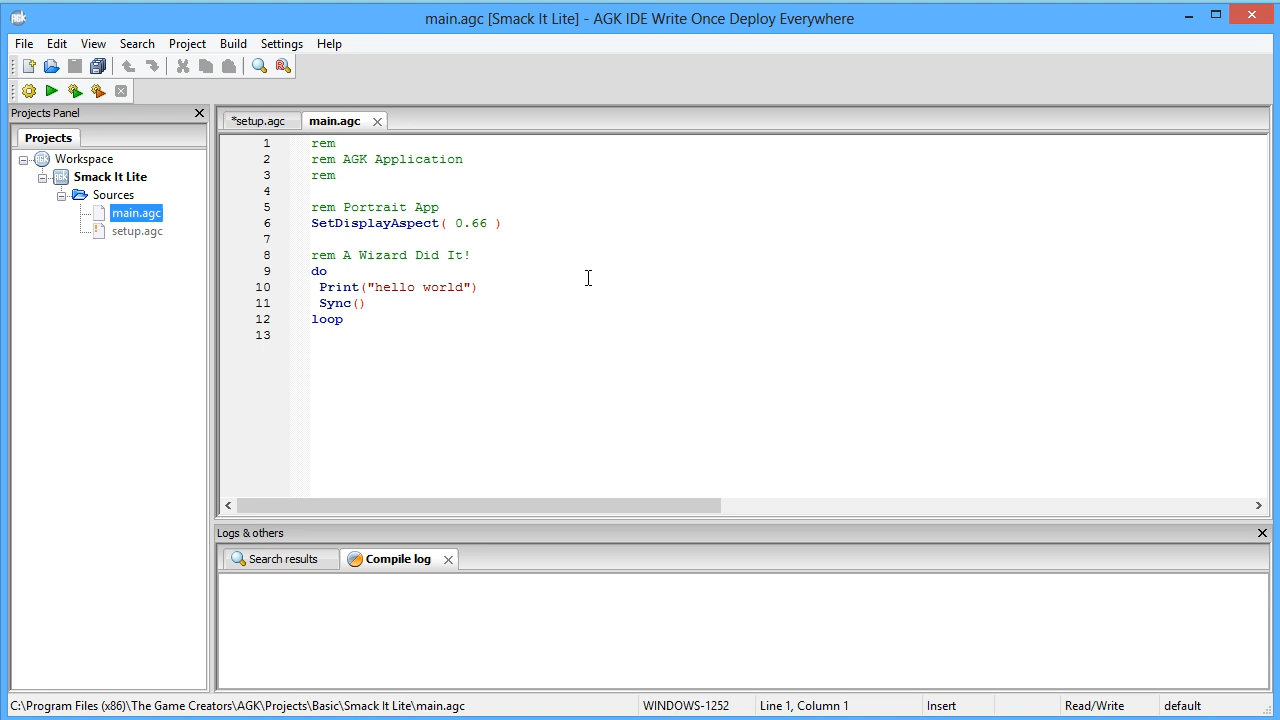 AGK
main.agc [Smack It Lite] - AGK IDE Write Once Deploy Everywhere
File Edit View Search Project Build Settings Help
Projects Panel
Projects
Workspace
Smack It Lite
Sources
main.agc
setup.agc
*setup.agc main.agc
1 rem
2 rem AGK Application
3 rem
4
5 rem Portrait App
6 SetDisplayAspect( 0.66 )
7
8 rem A Wizard Did It!
9 do
10 Print("hello world")
11 Sync()
12 loop
13
Logs & others
Search results Compile log
C:\Program Files (x86)\The Game Creators\AGK\Projects\Basic\Smack It Lite\main.agc WINDOWS-1252 Line 1, Column 1 Insert Read/Write default